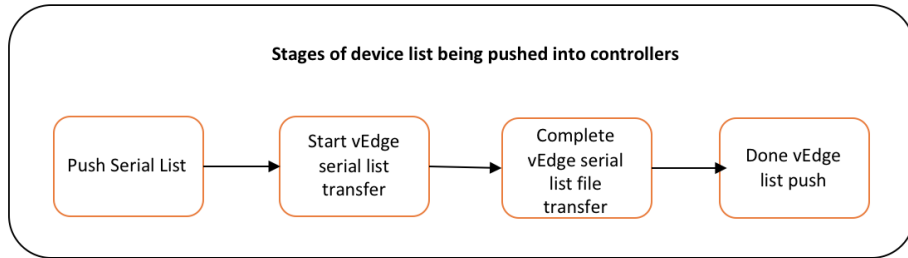 Stages of device list being pushed into controllers
Push Serial List
Start vEdge
serial list
transfer
Complete
vEdge serial
list file
transfer
Done vEdge
list push